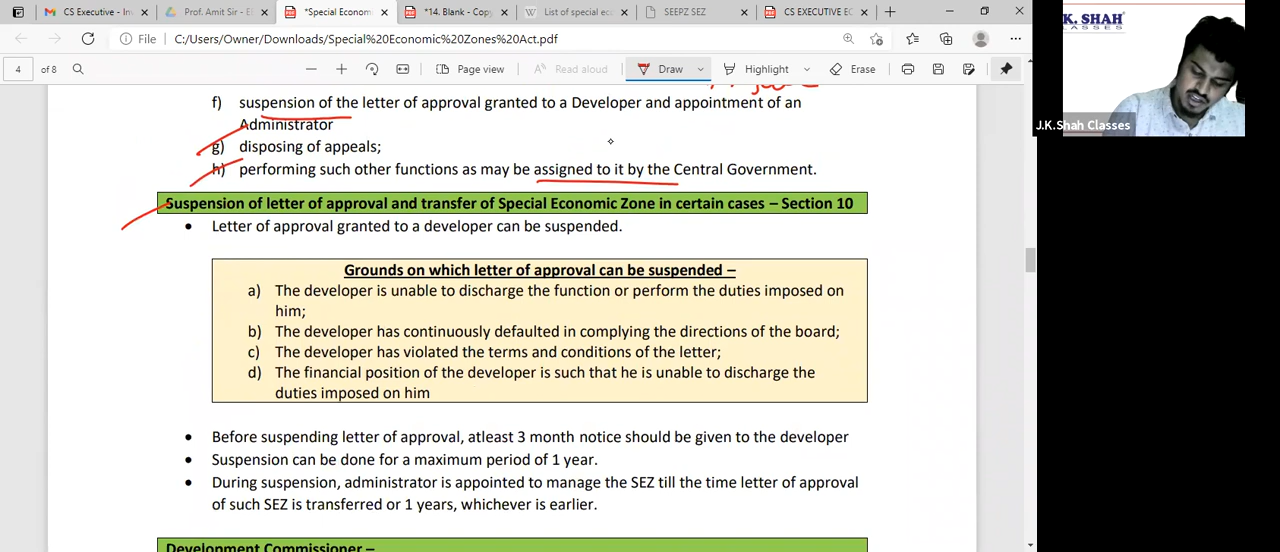 CS Executive - Inv
Prof. Amit Sir - ES
*Special Econom
*14. Blank - Copy
List of special eco
SEEPZ SEZ
CS EXECUTIVE EC
File
C:/Users/Owner/Downloads/Special%20Economic%20Zones%20Act.pdf
4 of 8
Page view
Read aloud
Draw
Highlight
Erase
K. SHAH®
CLASSES
J.K.Shah Classes
f) suspension of the letter of approval granted to a Developer and appointment of an
Administrator
g) disposing of appeals;
h) performing such other functions as may be assigned to it by the Central Government.
Suspension of letter of approval and transfer of Special Economic Zone in certain cases – Section 10
• Letter of approval granted to a developer can be suspended.
Grounds on which letter of approval can be suspended –
a) The developer is unable to discharge the function or perform the duties imposed on
him;
b) The developer has continuously defaulted in complying the directions of the board;
c) The developer has violated the terms and conditions of the letter;
d) The financial position of the developer is such that he is unable to discharge the
duties imposed on him
• Before suspending letter of approval, atleast 3 month notice should be given to the developer
• Suspension can be done for a maximum period of 1 year.
• During suspension, administrator is appointed to manage the SEZ till the time letter of approval
of such SEZ is transferred or 1 years, whichever is earlier.
Development Commissioner –